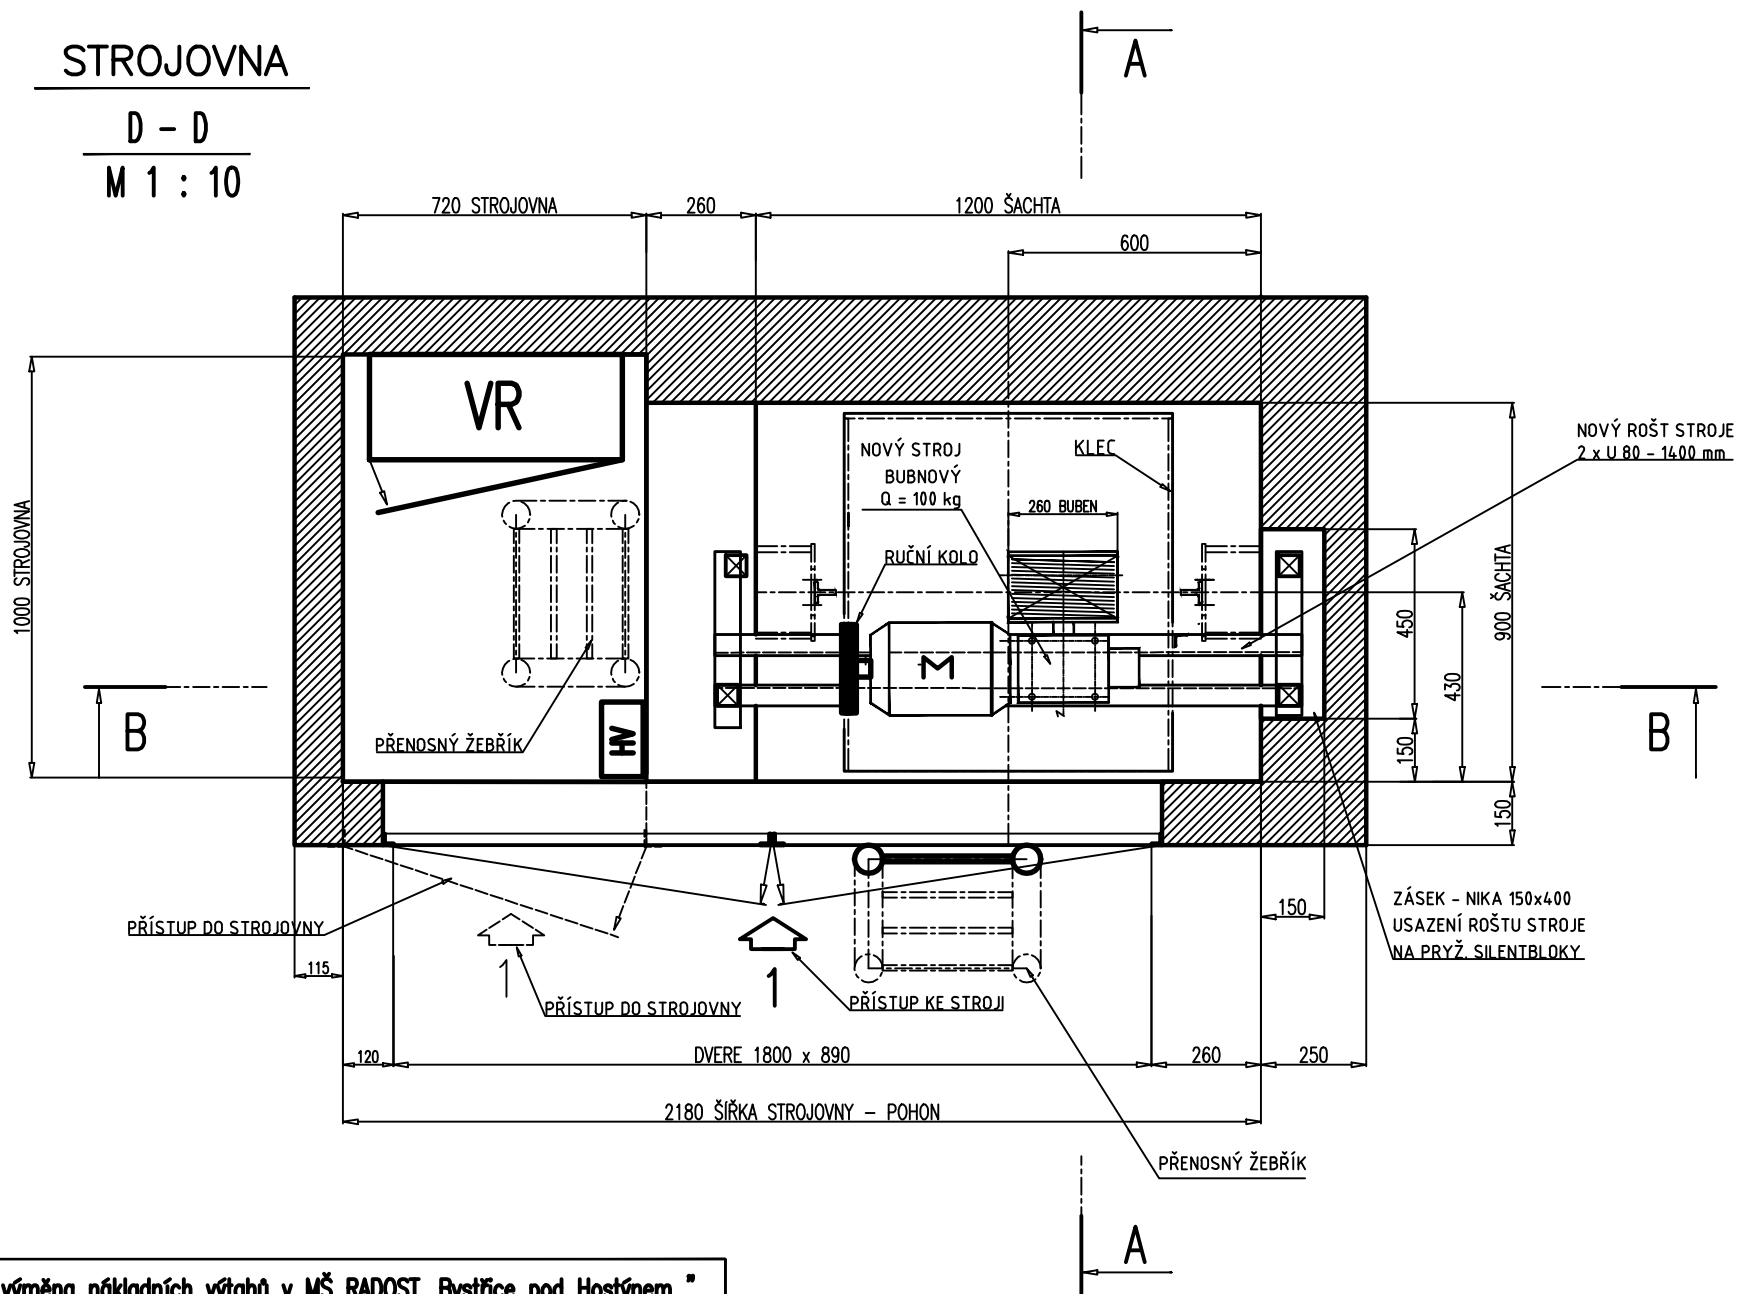 STROJOVNA
D - D
M 1 : 10
A
720 STROJOVNA
260
1200 ŠACHTA
600
VR
NOVÝ STROJ
BUBNOVÝ
Q = 100 kg
KLEC
NOVÝ ROŠT STROJE
2 x U 80 - 1400 mm
260 BUBEN
RUČNÍ KOLO
1000 STROJOVNA
900 ŠACHTA
450
430
150
150
M
HV
B
B
PŘENOSNÝ ŽEBŘÍK
ZÁSEK - NIKA 150x400
USAZENÍ ROŠTU STROJE
NA PRYŽ. SILENTBLOKY
150
PŘÍSTUP DO STROJOVNY
115
1
1
PŘÍSTUP DO STROJOVNY
PŘÍSTUP KE STROJI
120
DVERE 1800 x 890
260
250
2180 ŠÍŘKA STROJOVNY - POHON
PŘENOSNÝ ŽEBŘÍK
A
výměna nákladních výtahů v MŠ RADOST Bystřice pod Hostýnem "